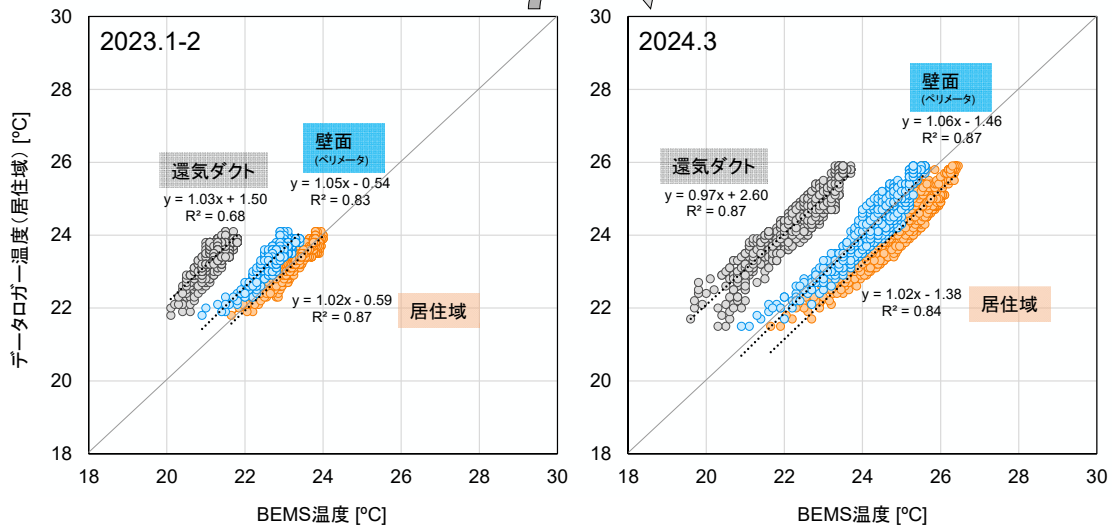 2023.1-2
還気ダクト
y = 1.03x + 1.50
R² = 0.68
壁面
(ペリメータ)
y = 1.05x - 0.54
R² = 0.83
y = 1.02x - 0.59
R² = 0.87
居住域
データロガー温度(居住域) [℃]
30
28
26
24
22
20
18
18 20 22 24 26 28 30
BEMS温度 [℃]
2024.3
還気ダクト
y = 0.97x + 2.60
R² = 0.87
壁面
(ペリメータ)
y = 1.06x - 1.46
R² = 0.87
y = 1.02x - 1.38
R² = 0.84
居住域
30
28
26
24
22
20
18
18 20 22 24 26 28 30
BEMS温度 [℃]